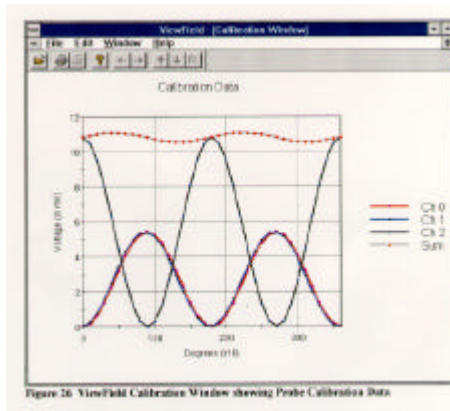 ViewField - [Calibration Window]
File Edit Window Help
Calibration Data
12
10
8
6
4
2
0
Voltage (in mv)
0 100 200 300
Degrees
Ch 0
Ch 1
Ch 2
Sum
Figure 26 ViewField Calibration Window showing Probe Calibration Data